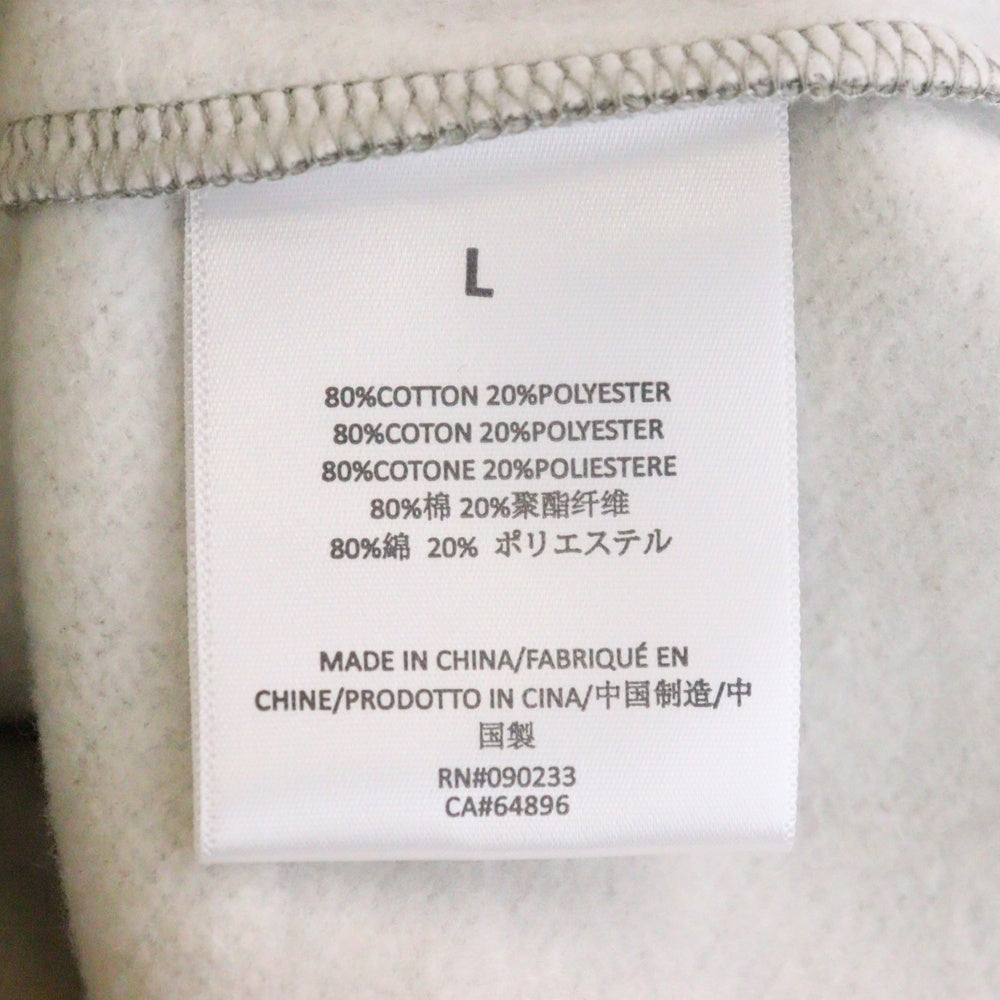 L
80%COTTON 20%POLYESTER
80%COTON 20%POLYESTER
80%COTONE 20%POLIESTERE
80%棉 20%聚酯纤维
80%綿 20% ポリエステル
MADE IN CHINA/FABRIQUÉ EN
CHINE/PRODOTTO IN CINA/中国制造/中
国製
RN#090233
CA#64896